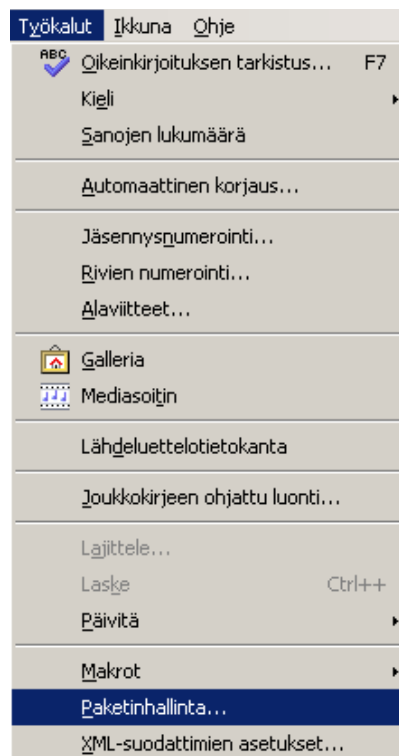 Työkalut Ikkuna Ohje
ABC Oikeinkirjoituksen tarkistus... F7
Kieli
Sanojen lukumäärä
Automaattinen korjaus...
Jäsennysnumerointi...
Rivien numerointi...
Alaviitteet...
Galleria
Mediasoitin
Lähdeluettelotietokanta
Joukkokirjeen ohjattu luonti...
Lajittele...
Laske Ctrl++
Päivitä
Makrot
Paketinhallinta...
XML-suodattimien asetukset...